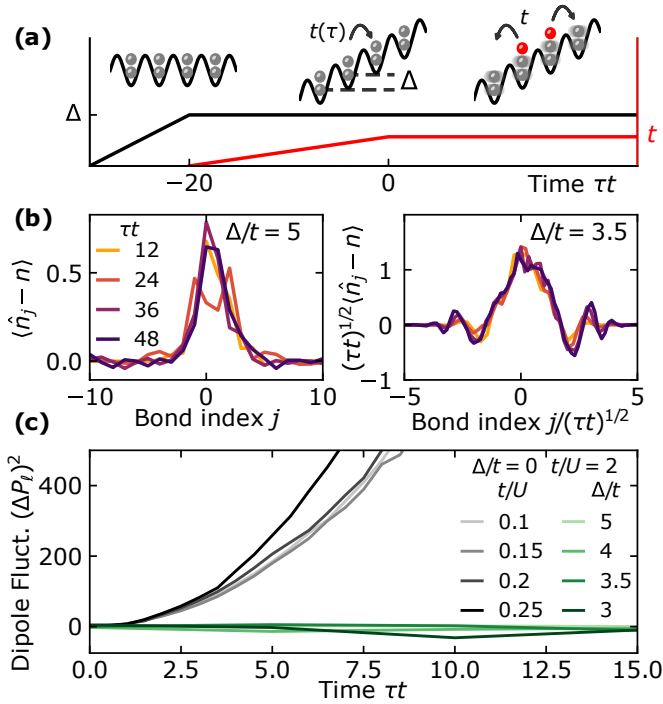 (a)
t(τ)
t
Δ
Δ
t
−20
0
Time τt
(b)
τt
12
24
36
48
Δ/t = 5
⟨n̂j − n⟩
0.5
0.0
−10
0
10
Bond index j
Δ/t = 3.5
(τt)^1/2⟨n̂j − n⟩
1
0
−1
−5
0
5
Bond index j/(τt)^1/2
(c)
Dipole Fluct. (ΔPℓ)^2
400
200
0
Δ/t = 0 t/U = 2
t/U Δ/t
0.1 5
0.15 4
0.2 3.5
0.25 3
0.0
2.5
5.0
7.5
10.0
12.5
15.0
Time τt